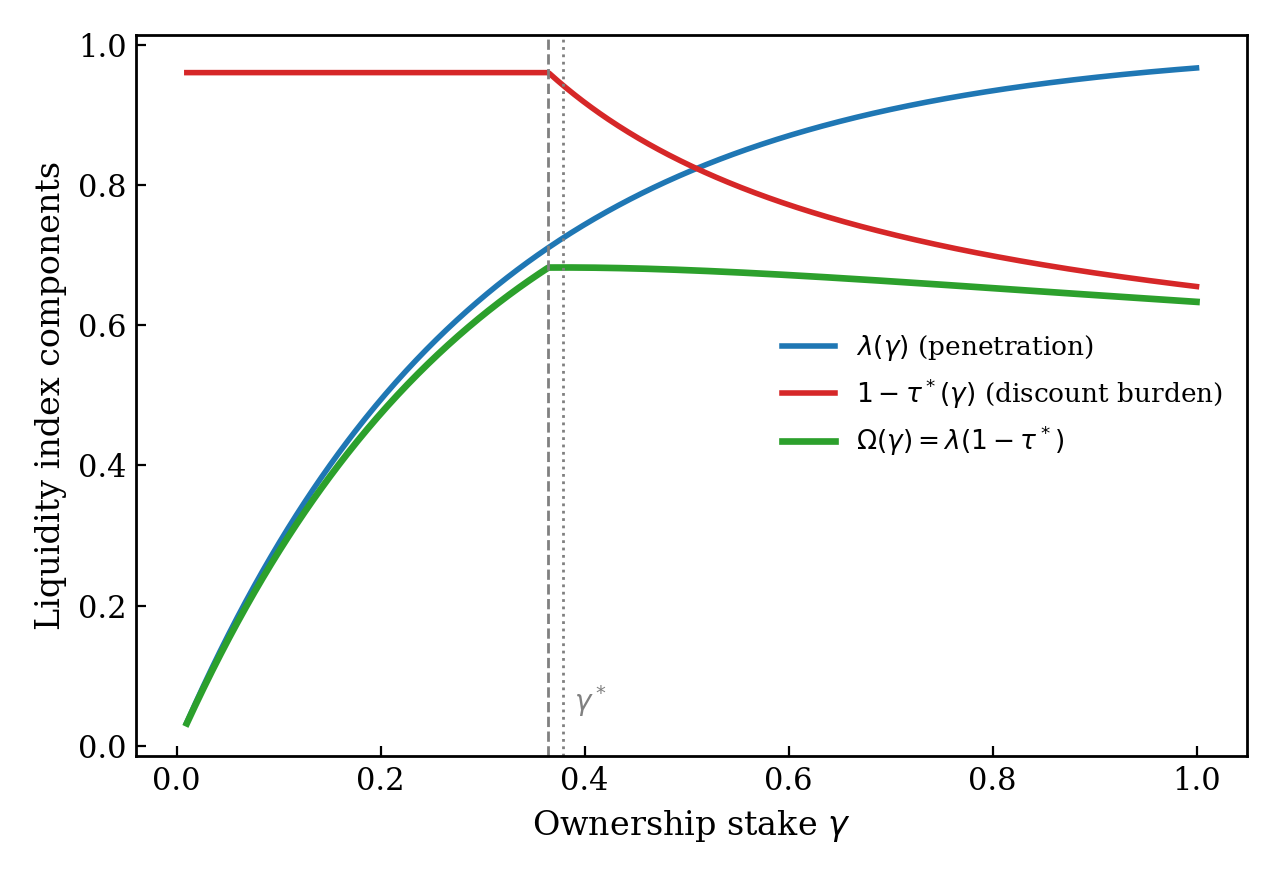 1.0
0.8
0.6
0.4
0.2
0.0
Liquidity index components
λ(γ) (penetration)
1 − τ*(γ) (discount burden)
Ω(γ) = λ(1 − τ*)
γ*
0.0 0.2 0.4 0.6 0.8 1.0
Ownership stake γ